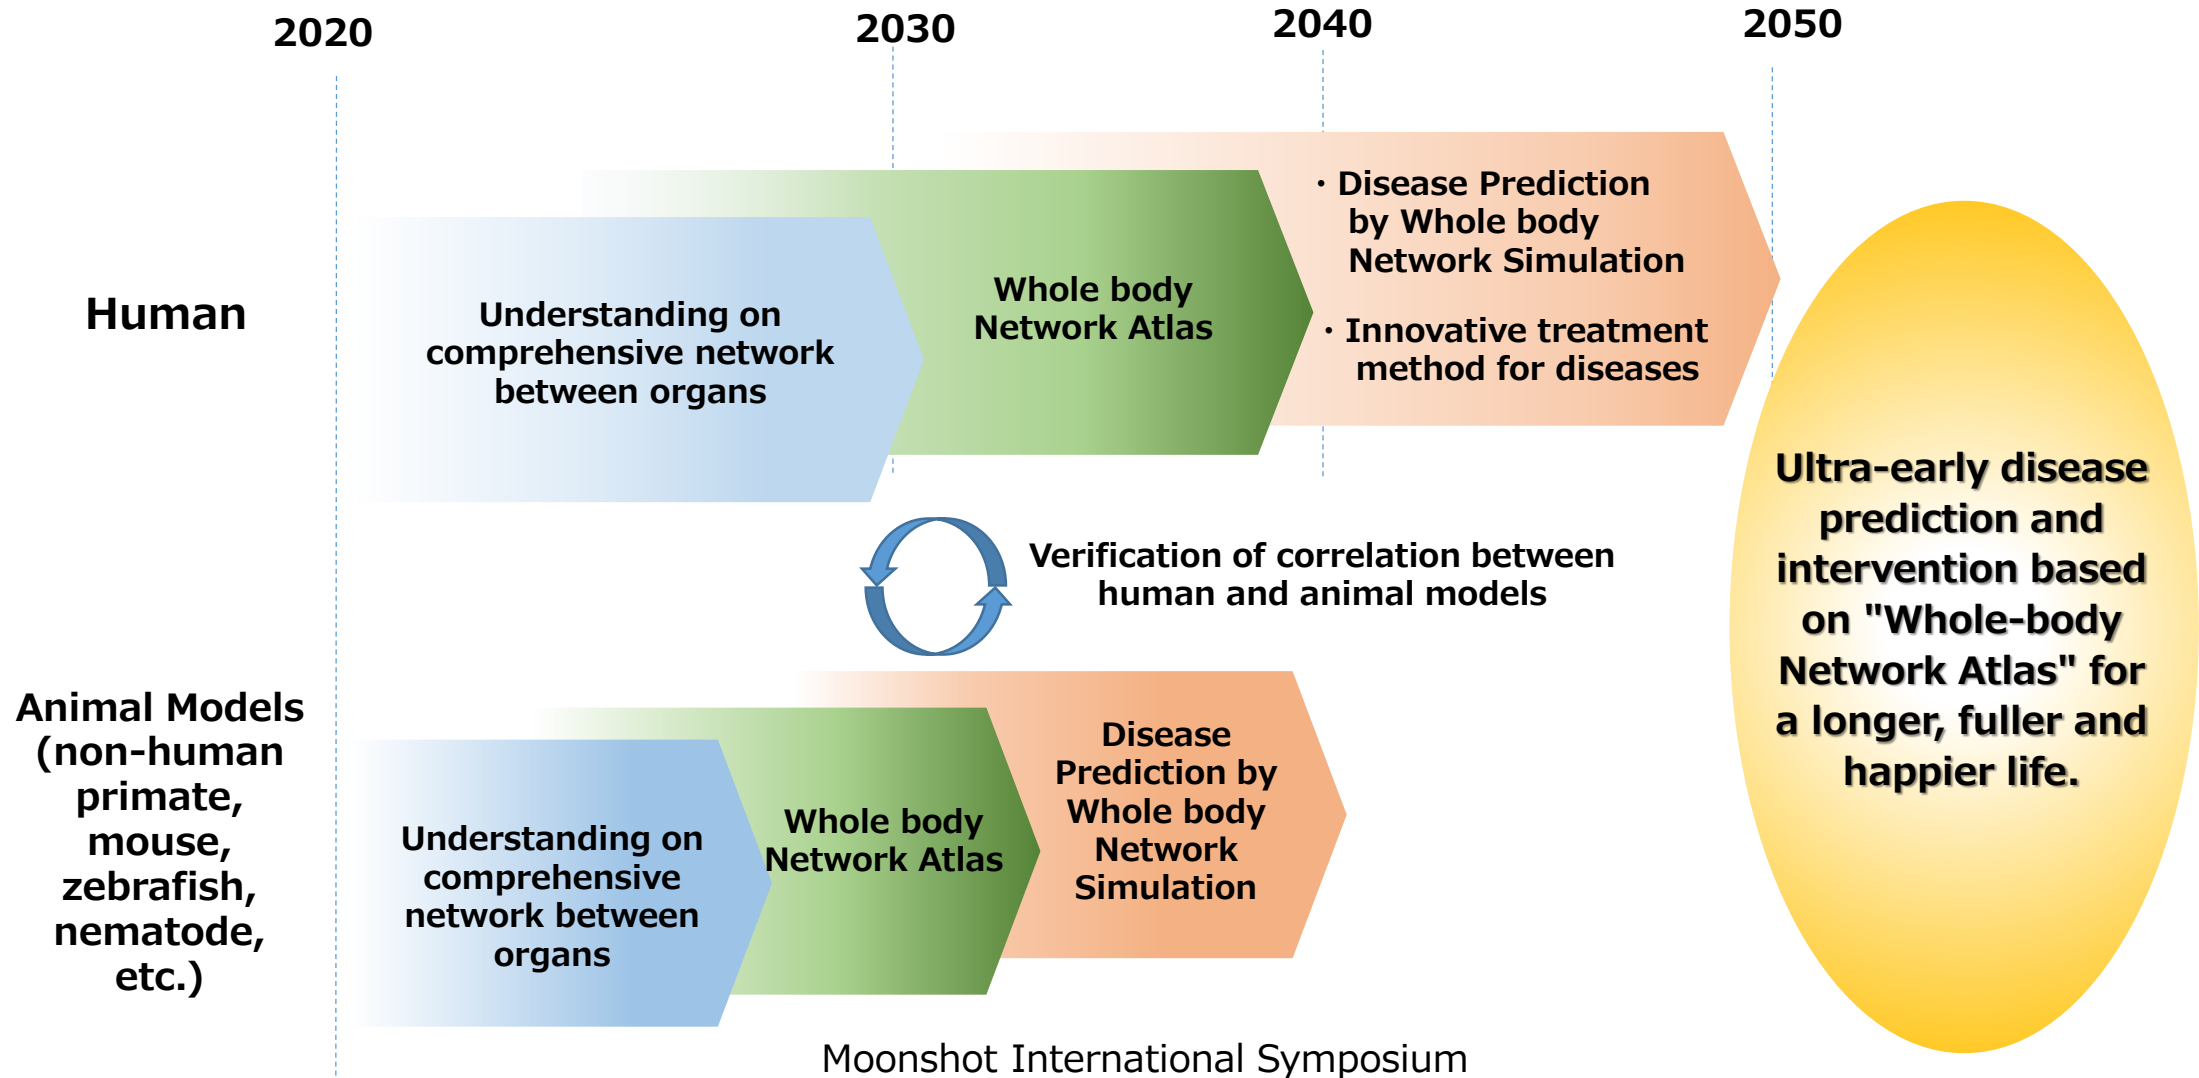 2020
2030
2040
2050
Human
Understanding on
comprehensive network
between organs
Whole body
Network Atlas
・Disease Prediction
by Whole body
Network Simulation
・Innovative treatment
method for diseases
Verification of correlation between
human and animal models
Animal Models
(non-human
primate,
mouse,
zebrafish,
nematode,
etc.)
Understanding on
comprehensive
network between
organs
Whole body
Network Atlas
Disease
Prediction by
Whole body
Network
Simulation
Ultra-early disease
prediction and
intervention based
on "Whole-body
Network Atlas" for
a longer, fuller and
happier life.
Moonshot International Symposium